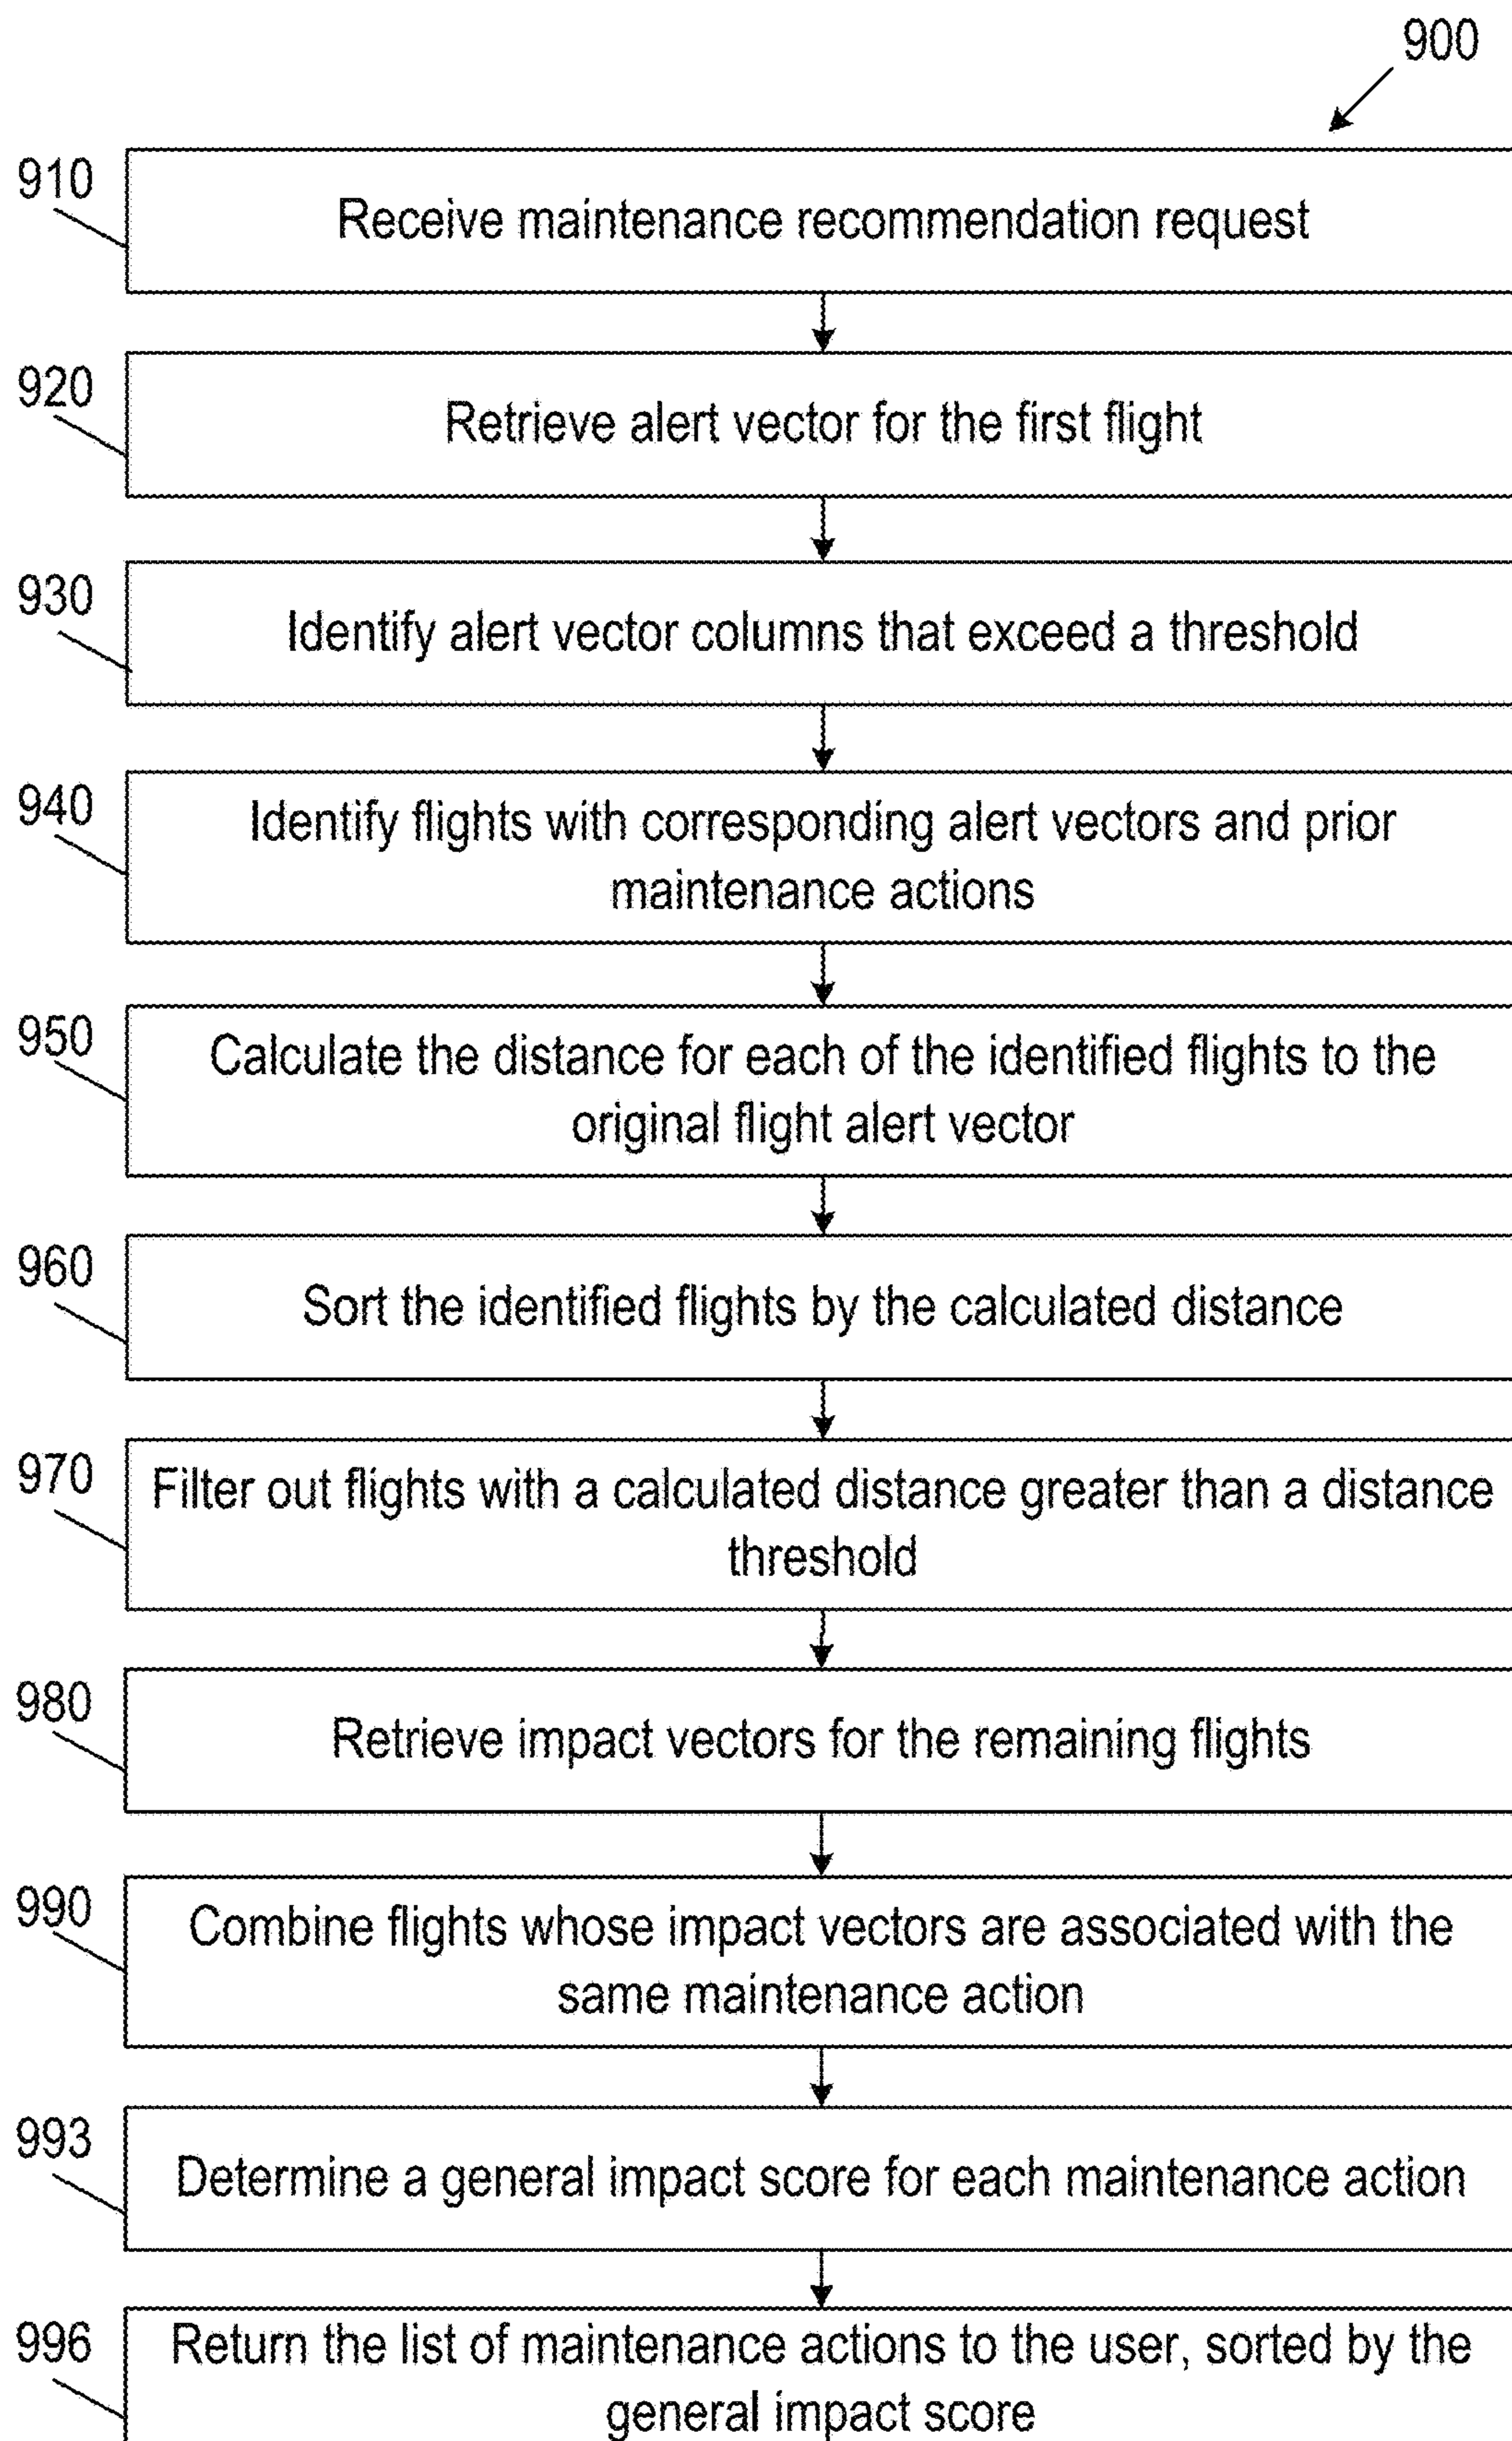 900
910
Receive maintenance recommendation request
920
Retrieve alert vector for the first flight
930
Identify alert vector columns that exceed a threshold
940
Identify flights with corresponding alert vectors and prior
maintenance actions
950
Calculate the distance for each of the identified flights to the
original flight alert vector
960
Sort the identified flights by the calculated distance
970
Filter out flights with a calculated distance greater than a distance
threshold
980
Retrieve impact vectors for the remaining flights
990
Combine flights whose impact vectors are associated with the
same maintenance action
993
Determine a general impact score for each maintenance action
996
Return the list of maintenance actions to the user, sorted by the
general impact score